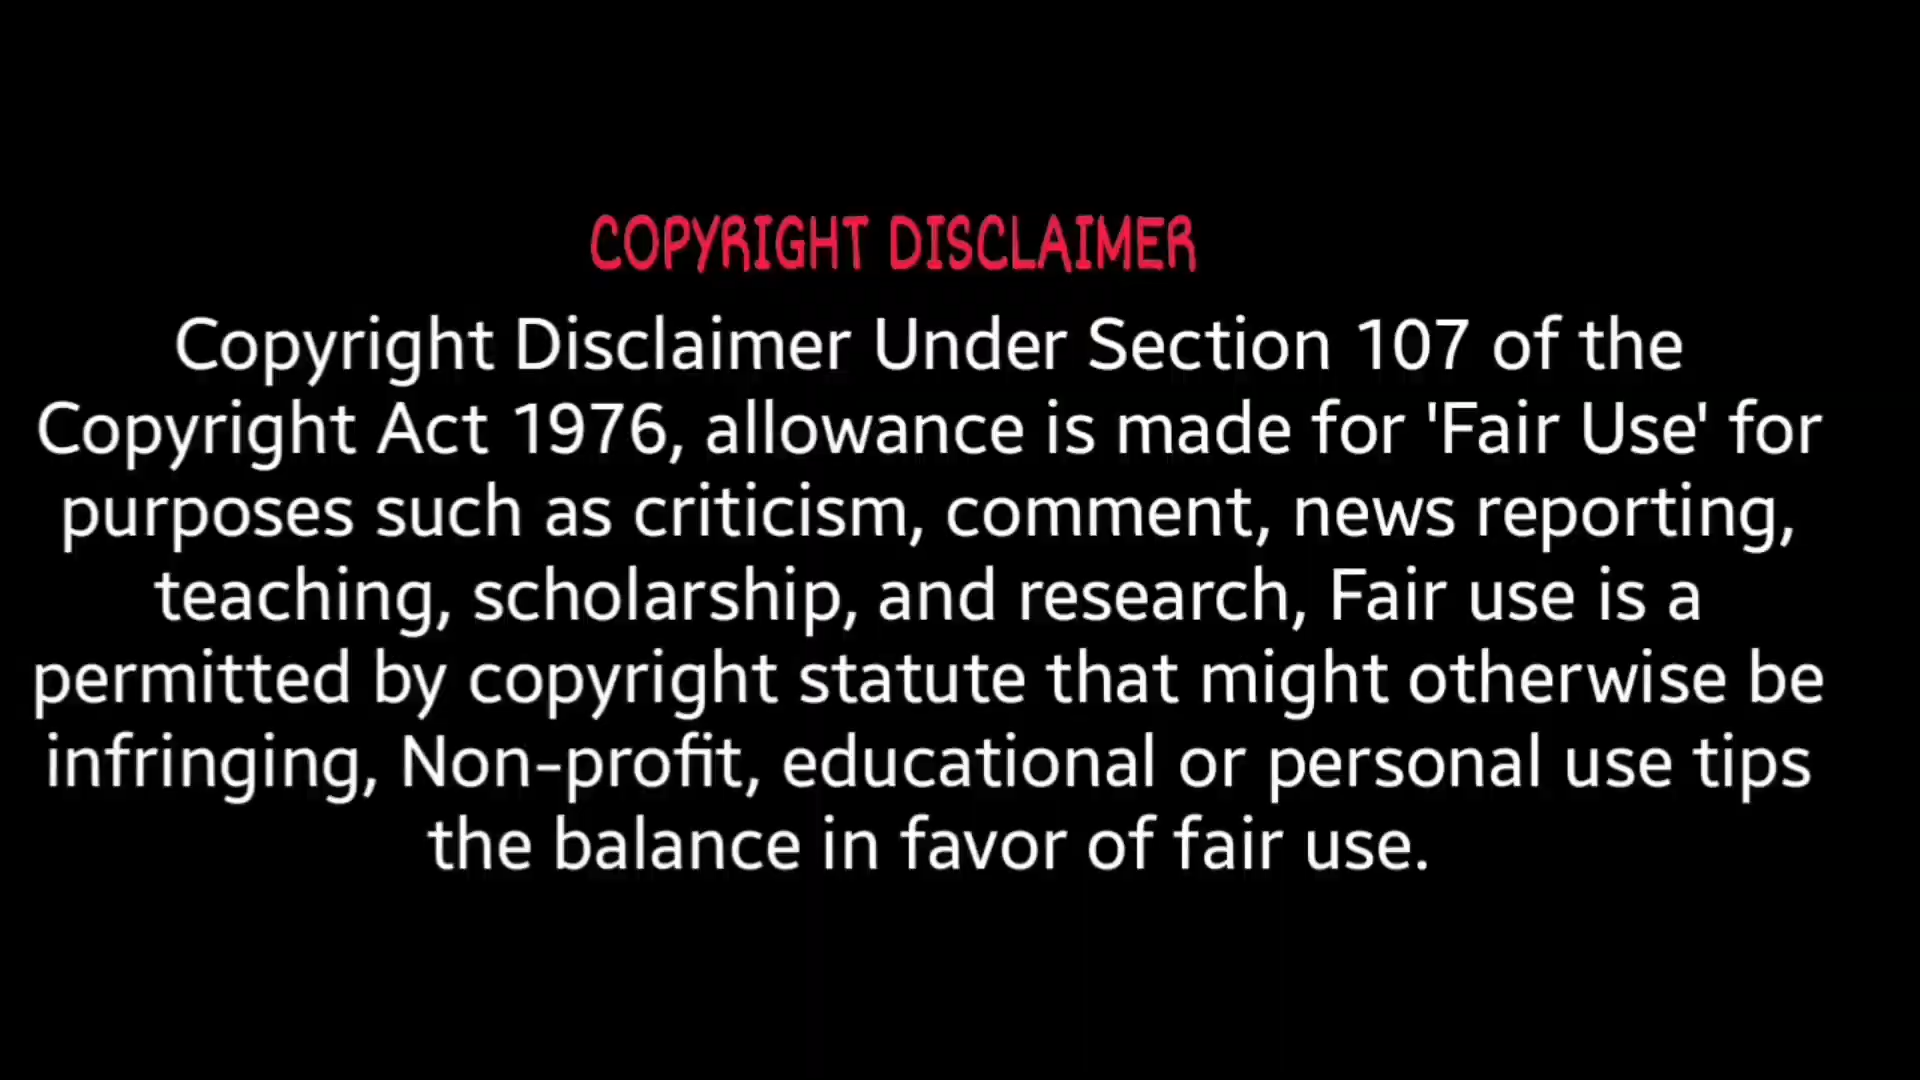 COPYRIGHT DISCLAIMER
Copyright Disclaimer Under Section 107 of the
Copyright Act 1976, allowance is made for 'Fair Use' for
purposes such as criticism, comment, news reporting,
teaching, scholarship, and research, Fair use is a
permitted by copyright statute that might otherwise be
infringing, Non-profit, educational or personal use tips
the balance in favor of fair use.